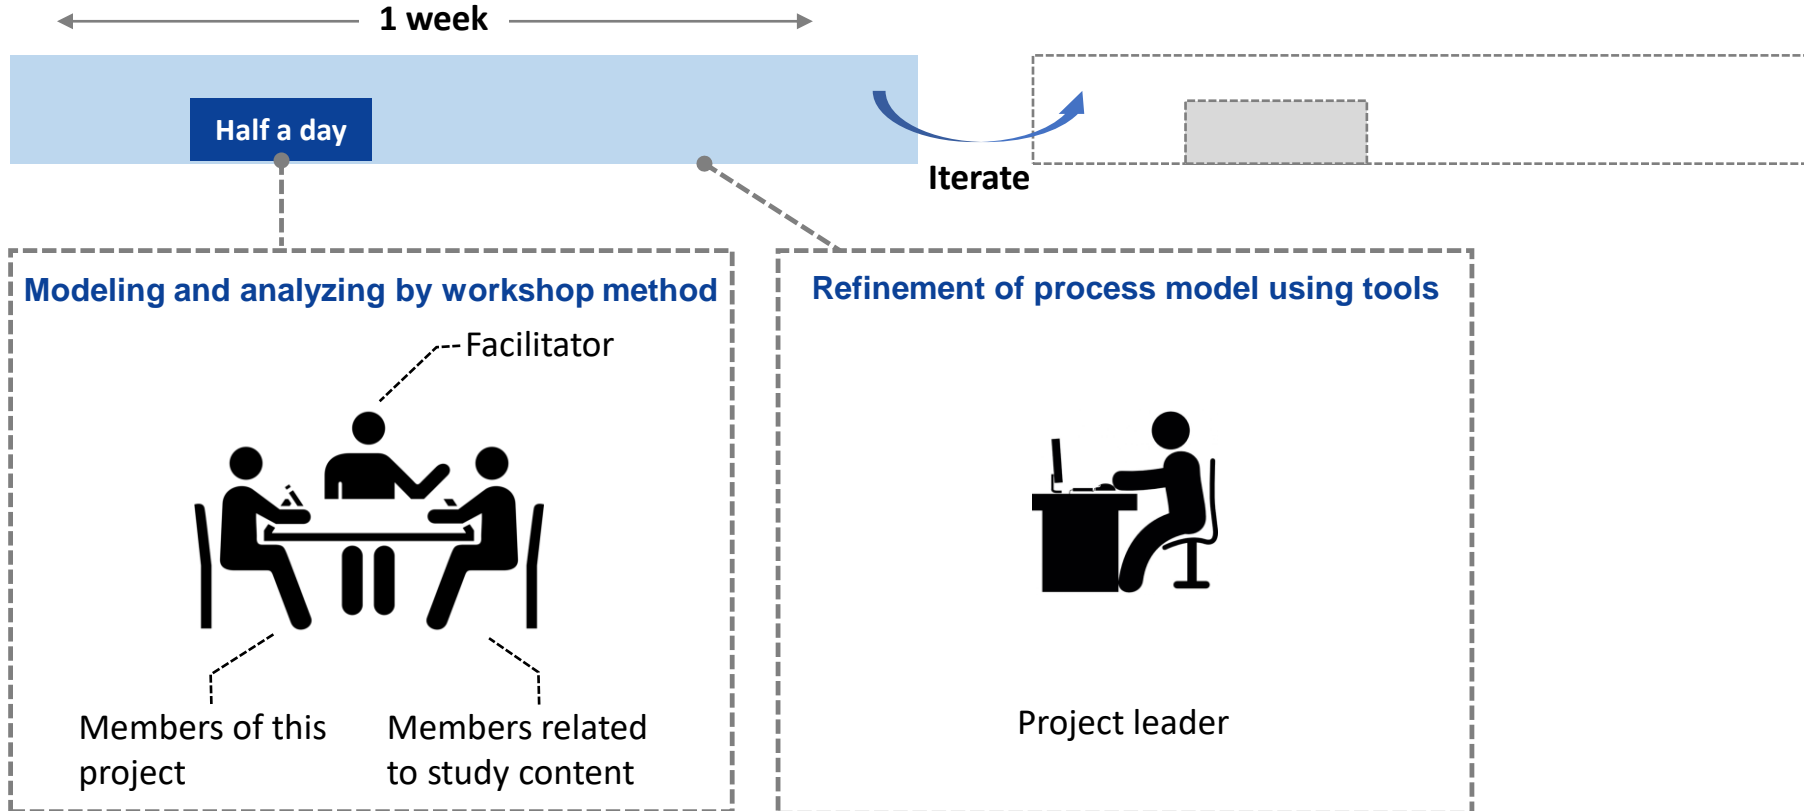 1 week
Half a day
Iterate
Modeling and analyzing by workshop method
Facilitator
Members of this
project
Members related
to study content
Refinement of process model using tools
Project leader